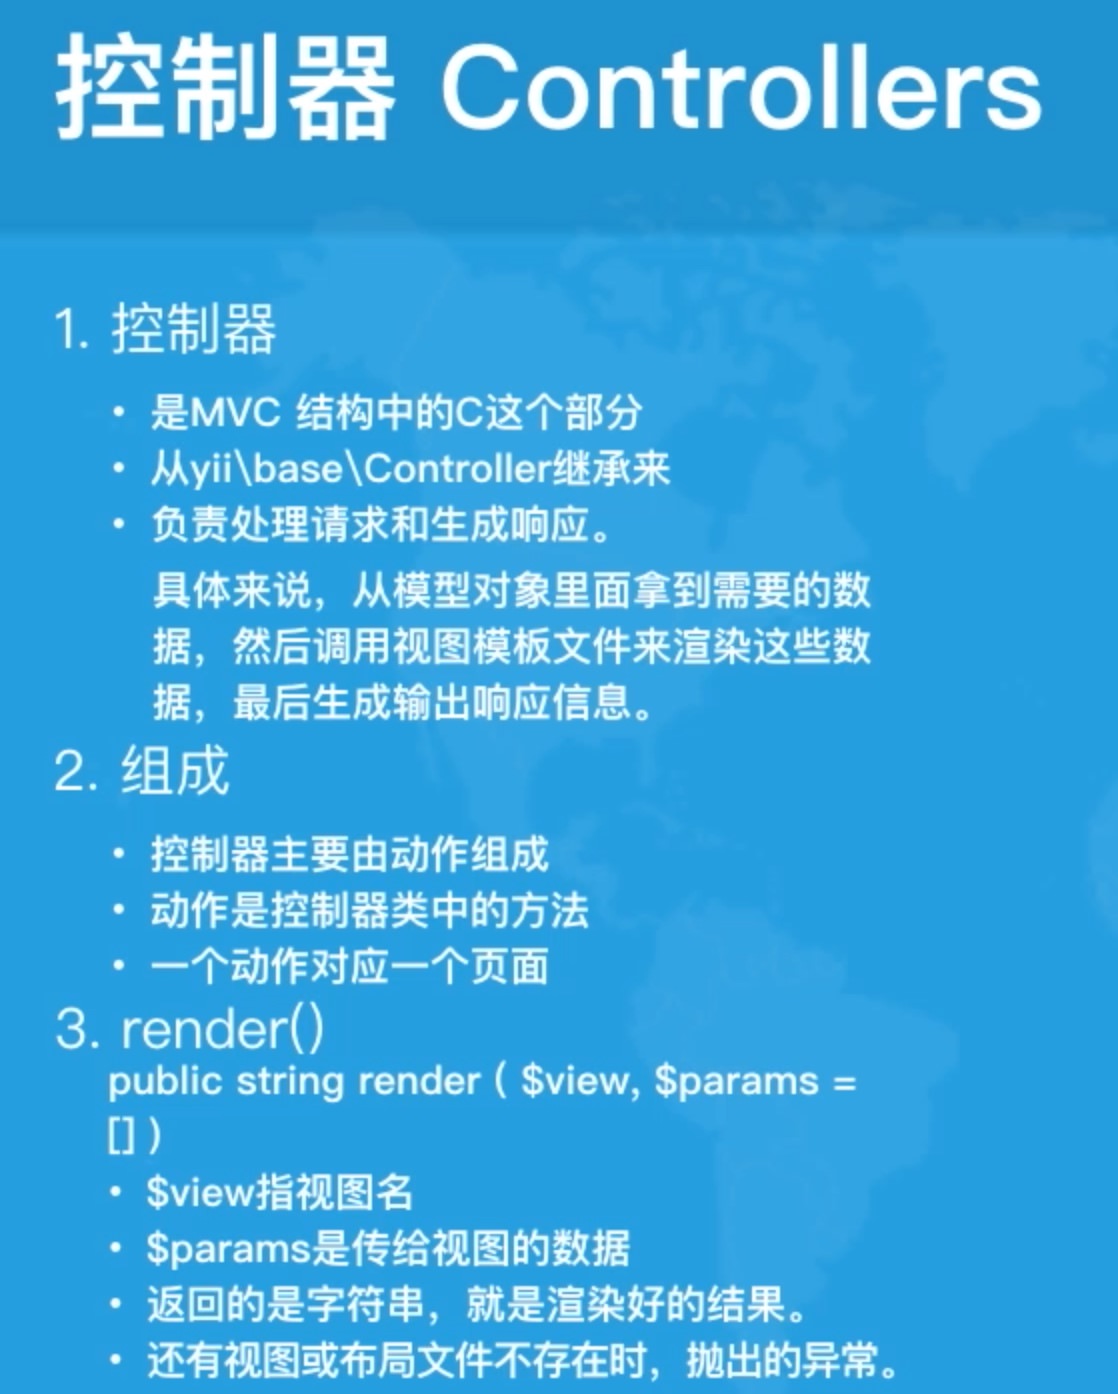 控制器 Controllers
1. 控制器
• 是MVC 结构中的C这个部分
• 从yii\base\Controller继承来
• 负责处理请求和生成响应。
具体来说，从模型对象里面拿到需要的数
据，然后调用视图模板文件来渲染这些数
据，最后生成输出响应信息。
2. 组成
• 控制器主要由动作组成
• 动作是控制器类中的方法
• 一个动作对应一个页面
3. render()
public string render ( $view, $params =
[] )
• $view指视图名
• $params是传给视图的数据
• 返回的是字符串，就是渲染好的结果。
• 还有视图或布局文件不存在时，抛出的异常。